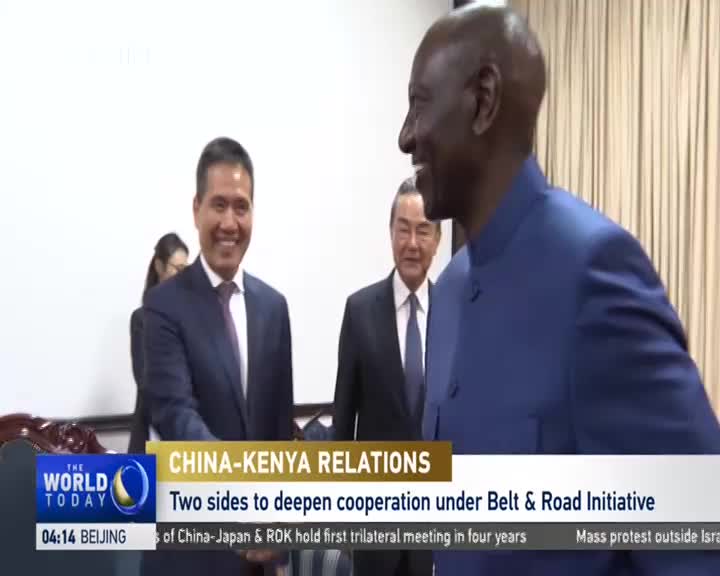 CHINA-KENYA RELATIONS
THE
WORLD
TODAY
Two sides to deepen cooperation under Belt & Road Initiative
04:14 BEIJING
s of China-Japan & ROK hold first trilateral meeting in four years Mass protest outside Isra